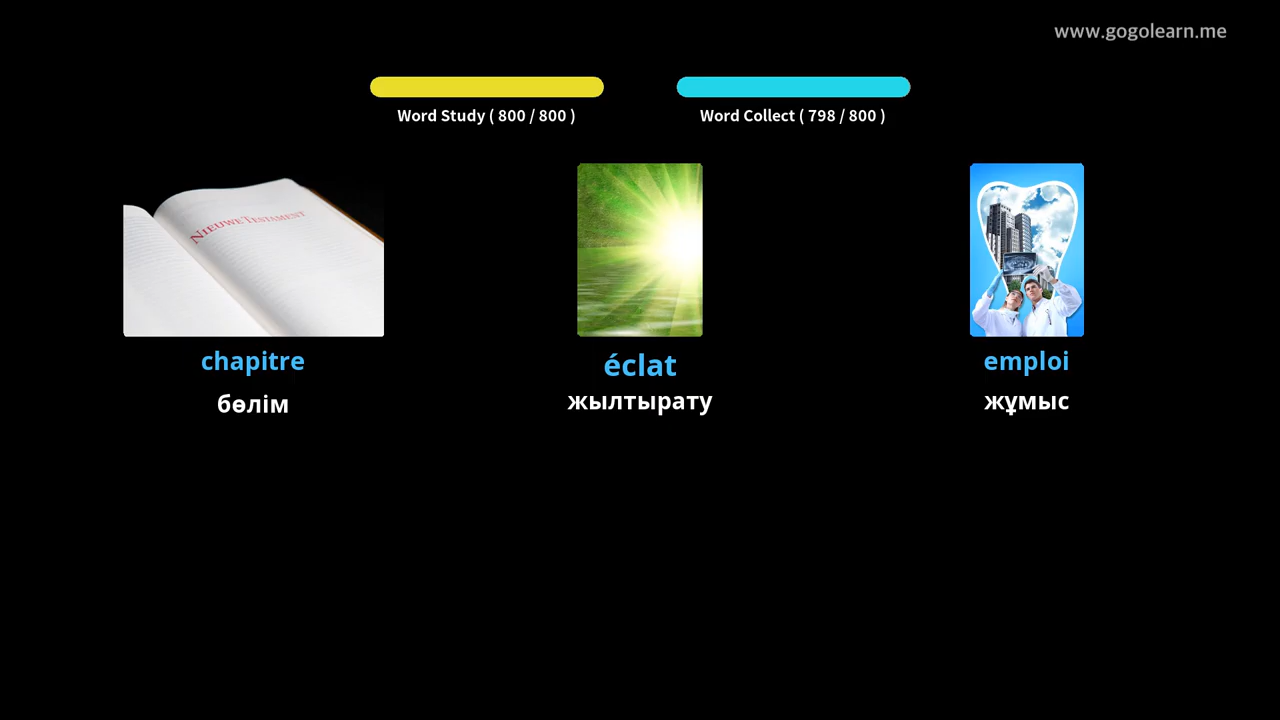 www.gogolearn.me
Word Study ( 800 / 800 )
Word Collect ( 798 / 800 )
NIEUWE TESTAMENT
chapitre
éclat
emploi
бөлім
жылтырату
жұмыс